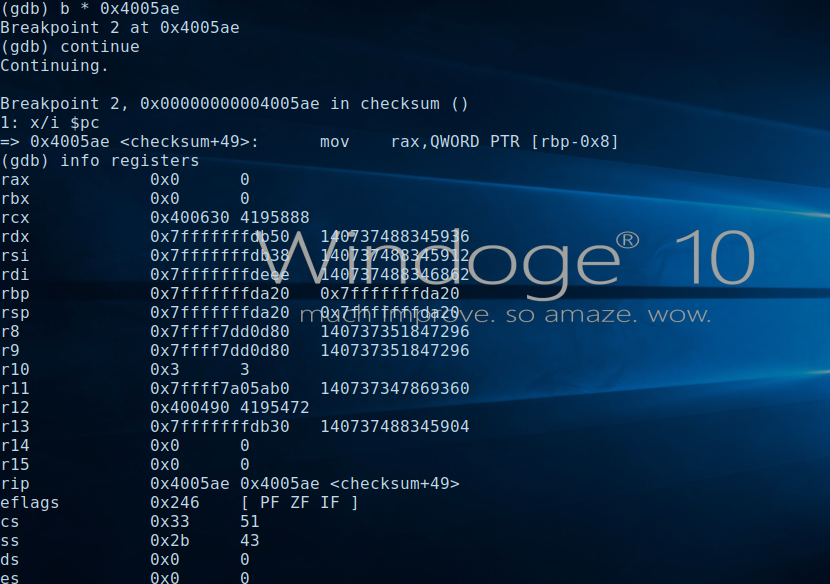 (gdb) b * 0x4005ae
Breakpoint 2 at 0x4005ae
(gdb) continue
Continuing.
Breakpoint 2, 0x00000000004005ae in checksum ()
1: x/i $pc
=> 0x4005ae <checksum+49>:      mov    rax,QWORD PTR [rbp-0x8]
(gdb) info registers
rax            0x0      0
rbx            0x0      0
rcx            0x400630 4195888
rdx            0x7fffffffdb50   140737488345936
rsi            0x7fffffffdb38   140737488345912
rdi            0x7fffffffdeee   140737488346862
rbp            0x7fffffffda20   0x7fffffffda20
rsp            0x7fffffffda20   0x7fffffffda20
r8             0x7ffff7dd0d80   140737351847296
r9             0x7ffff7dd0d80   140737351847296
r10            0x3      3
r11            0x7ffff7a05ab0   140737347869360
r12            0x400490 4195472
r13            0x7fffffffdb30   140737488345904
r14            0x0      0
r15            0x0      0
rip            0x4005ae 0x4005ae <checksum+49>
eflags         0x246    [ PF ZF IF ]
cs             0x33     51
ss             0x2b     43
ds             0x0      0
es             0x0      0
Windoge® 10
much improve. so amaze. wow.